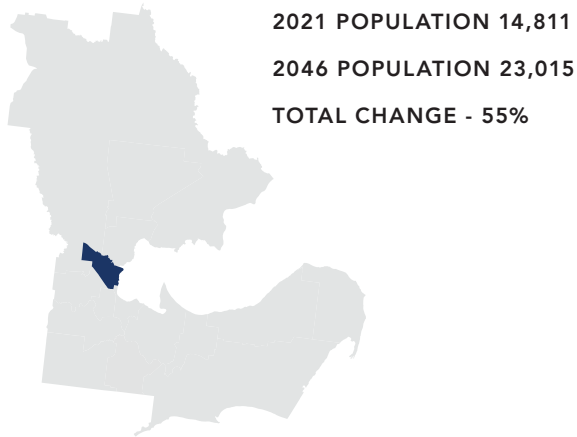 2021 POPULATION 14,811
2046 POPULATION 23,015
TOTAL CHANGE - 55%